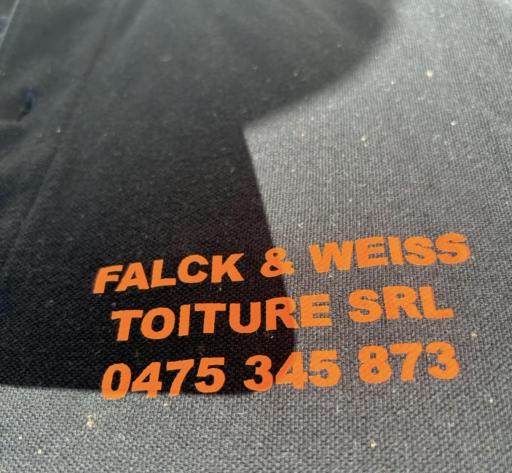 FALCK & WEISS
TOITURE SRL
0475 345 873